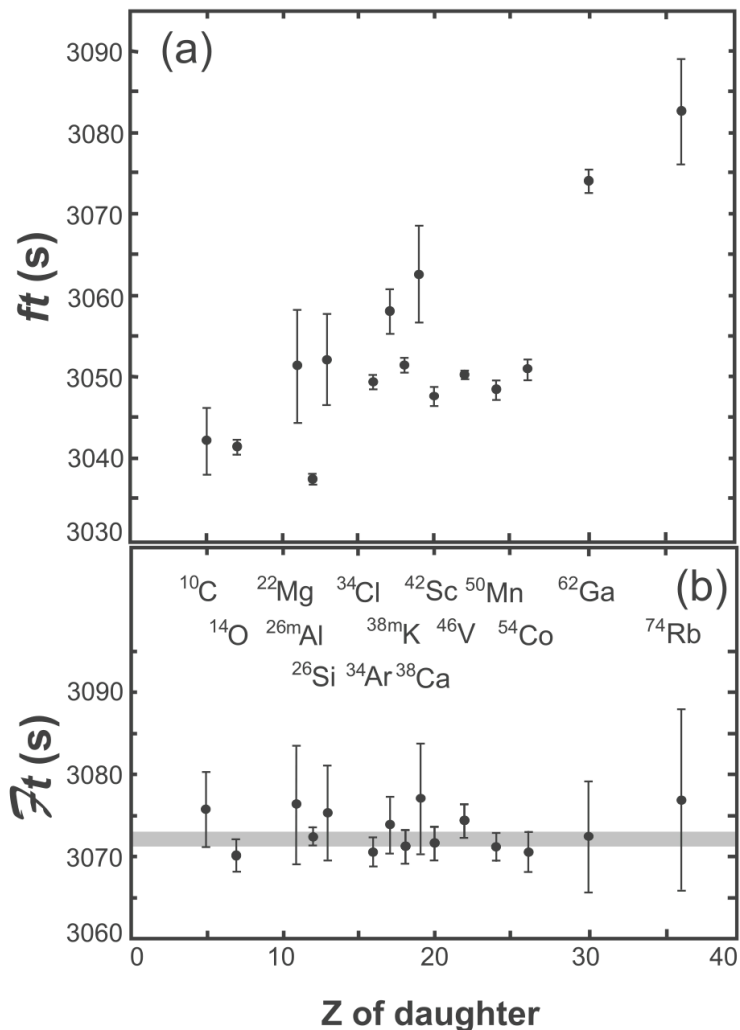 (a)
3090
3080
3070
3060
3050
3040
3030
ft (s)
(b)
¹⁰C ²²Mg ³⁴Cl ⁴²Sc ⁵⁰Mn ⁶²Ga
¹⁴O ²⁶ᵐAl ³⁸ᵐK ⁴⁶V ⁵⁴Co ⁷⁴Rb
²⁶Si ³⁴Ar ³⁸Ca
3090
3080
3070
3060
ℱt (s)
0 10 20 30 40
Z of daughter